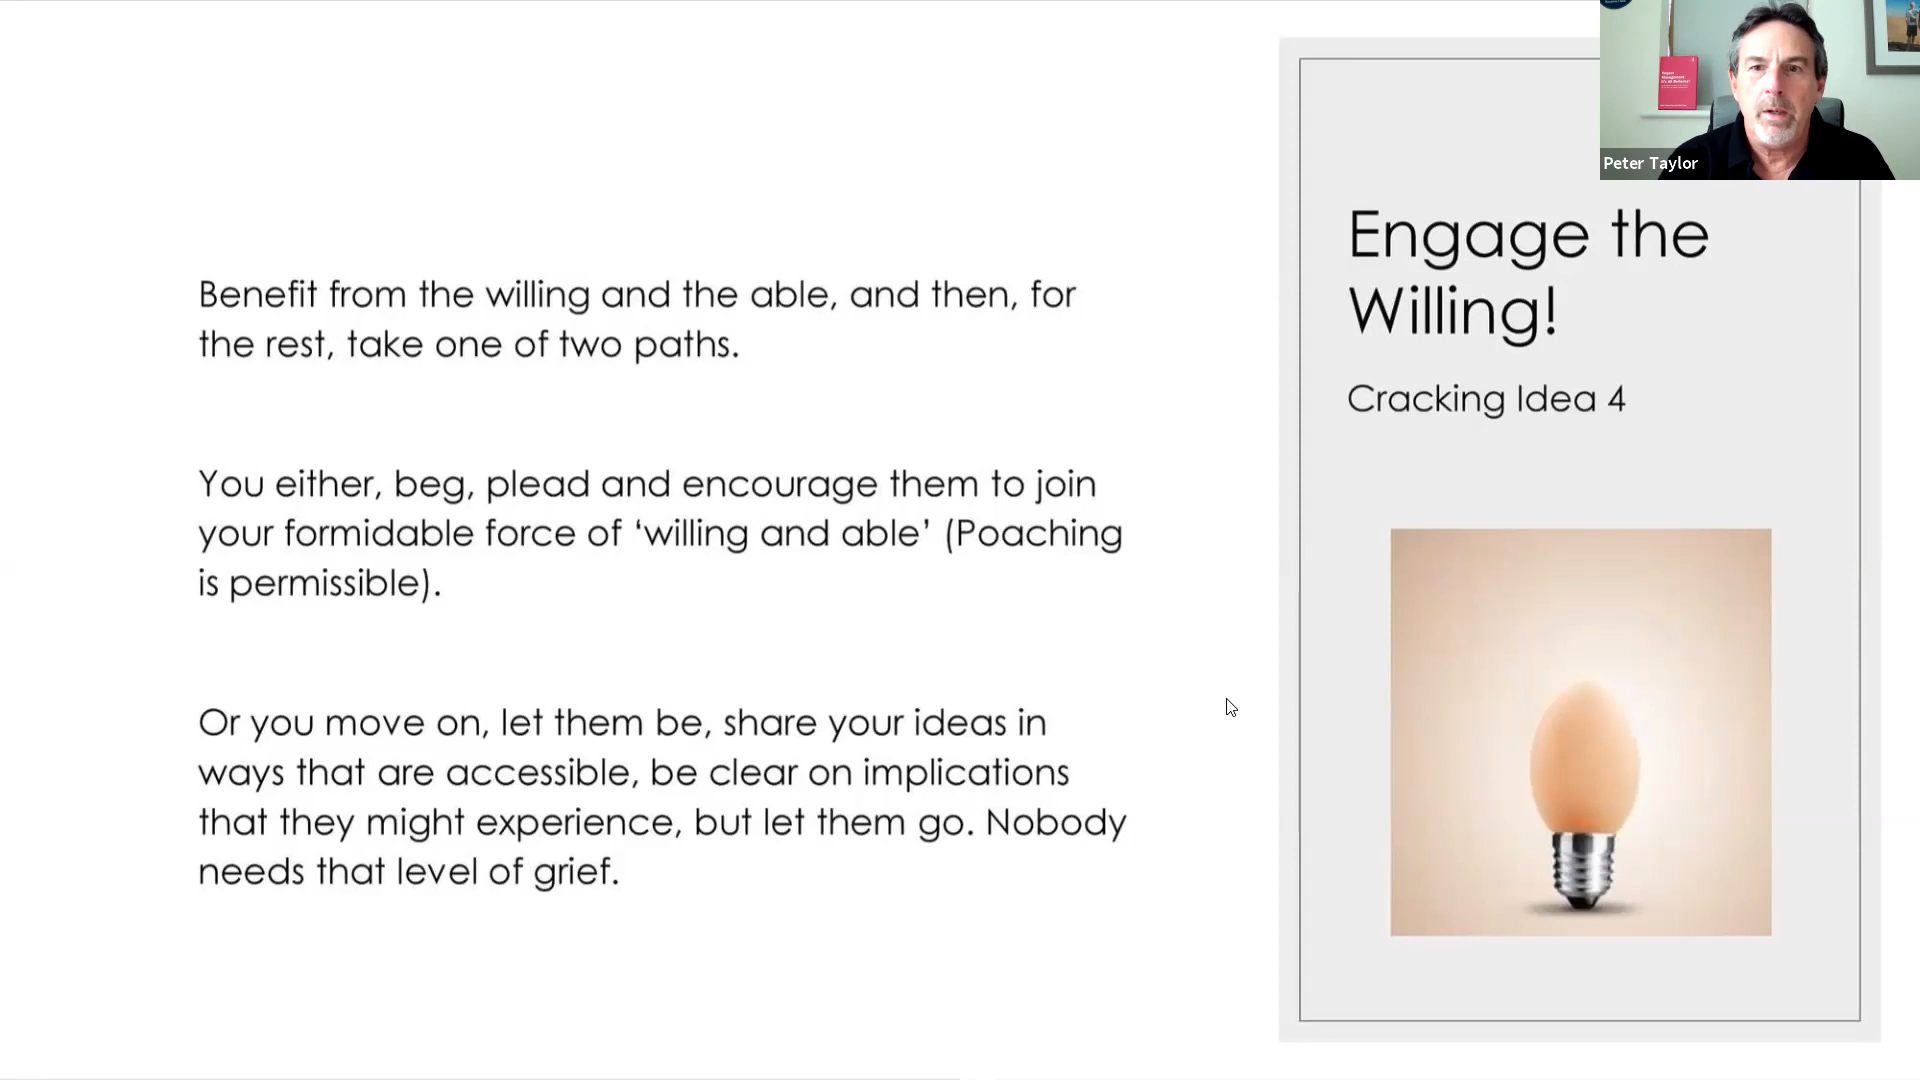 Benefit from the willing and the able, and then, for
the rest, take one of two paths.
You either, beg, plead and encourage them to join
your formidable force of ‘willing and able’ (Poaching
is permissible).
Or you move on, let them be, share your ideas in
ways that are accessible, be clear on implications
that they might experience, but let them go. Nobody
needs that level of grief.
Engage the
Willing!
Cracking Idea 4
Peter Taylor